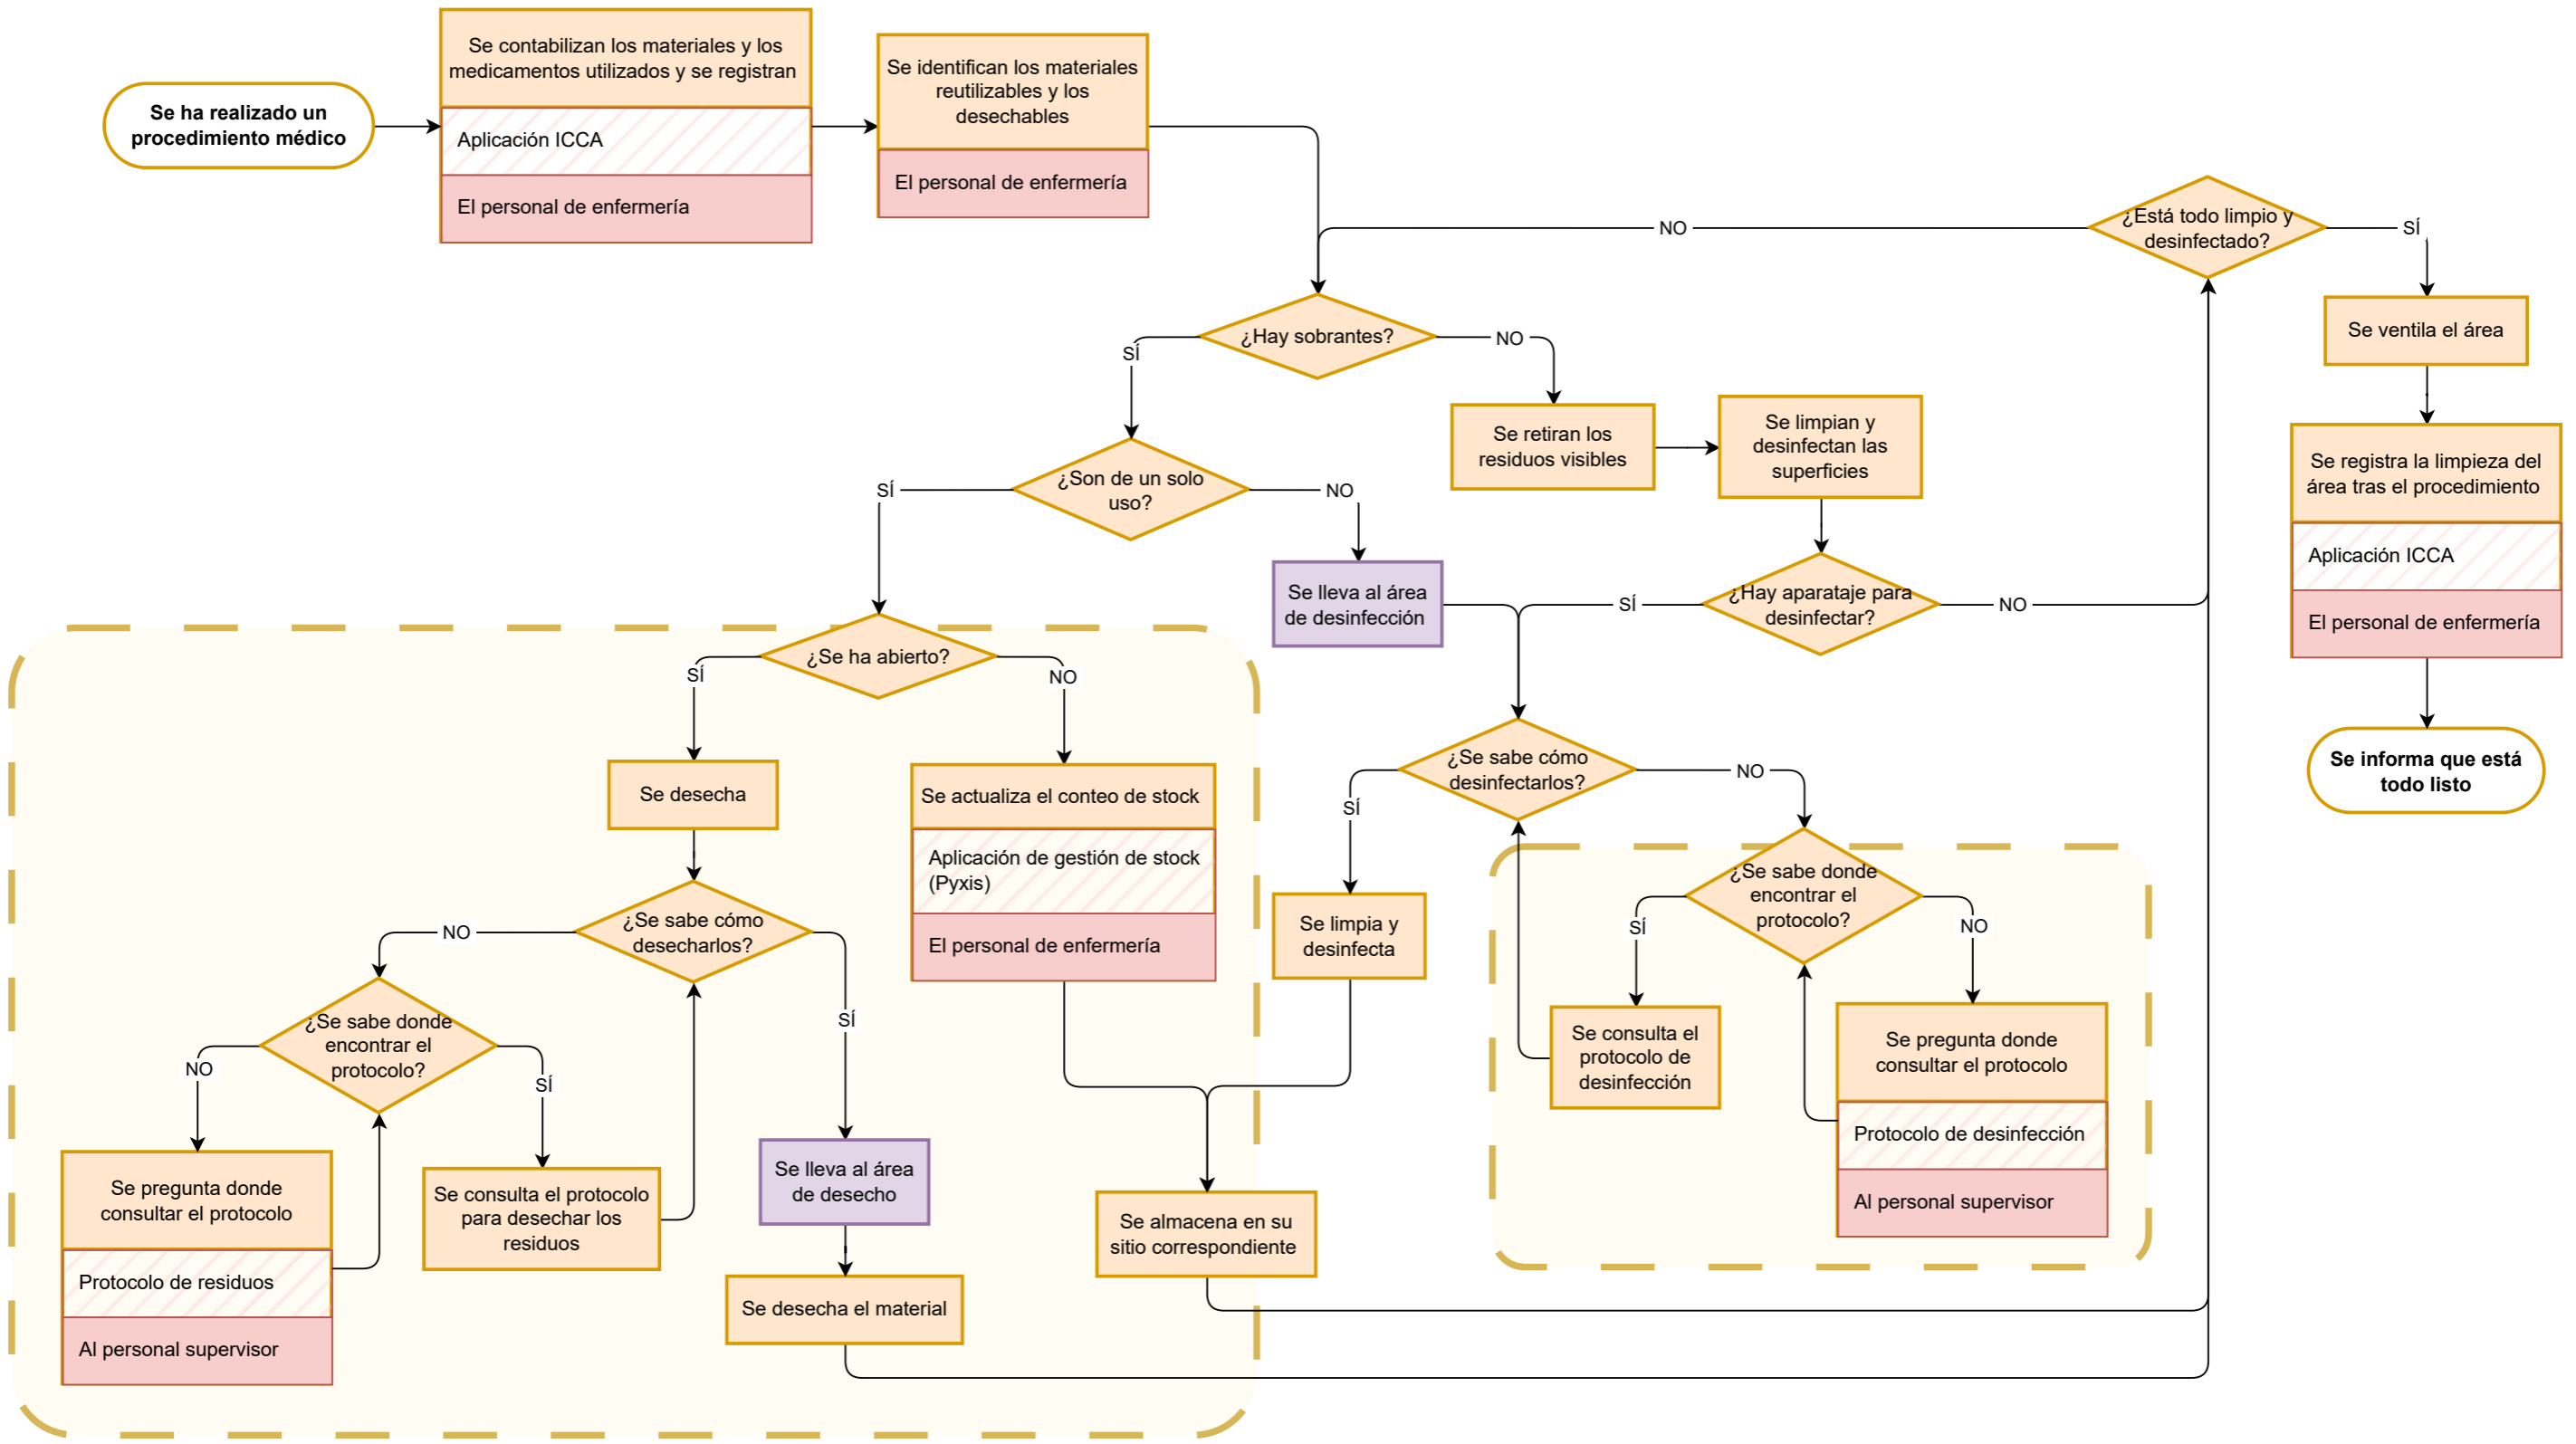 Se ha realizado un
procedimiento médico
Se contabilizan los materiales y los
medicamentos utilizados y se registran
Aplicación ICCA
El personal de enfermería
Se identifican los materiales
reutilizables y los
desechables
El personal de enfermería
¿Está todo limpio y
desinfectado?
NO
SÍ
Se ventila el área
Se registra la limpieza del
área tras el procedimiento
Aplicación ICCA
El personal de enfermería
Se informa que está
todo listo
¿Hay sobrantes?
SÍ
NO
Se retiran los
residuos visibles
Se limpian y
desinfectan las
superficies
¿Hay aparataje para
desinfectar?
SÍ
NO
¿Son de un solo
uso?
SÍ
NO
Se lleva al área
de desinfección
¿Se ha abierto?
SÍ
NO
Se desecha
Se actualiza el conteo de stock
Aplicación de gestión de stock
(Pyxis)
El personal de enfermería
¿Se sabe cómo
desecharlos?
NO
SÍ
¿Se sabe donde
encontrar el
protocolo?
NO
SÍ
Se pregunta donde
consultar el protocolo
Protocolo de residuos
Al personal supervisor
Se consulta el protocolo
para desechar los
residuos
Se lleva al área
de desecho
Se desecha el material
¿Se sabe cómo
desinfectarlos?
SÍ
NO
Se limpia y
desinfecta
Se almacena en su
sitio correspondiente
¿Se sabe donde
encontrar el
protocolo?
SÍ
NO
Se consulta el
protocolo de
desinfección
Se pregunta donde
consultar el protocolo
Protocolo de desinfección
Al personal supervisor